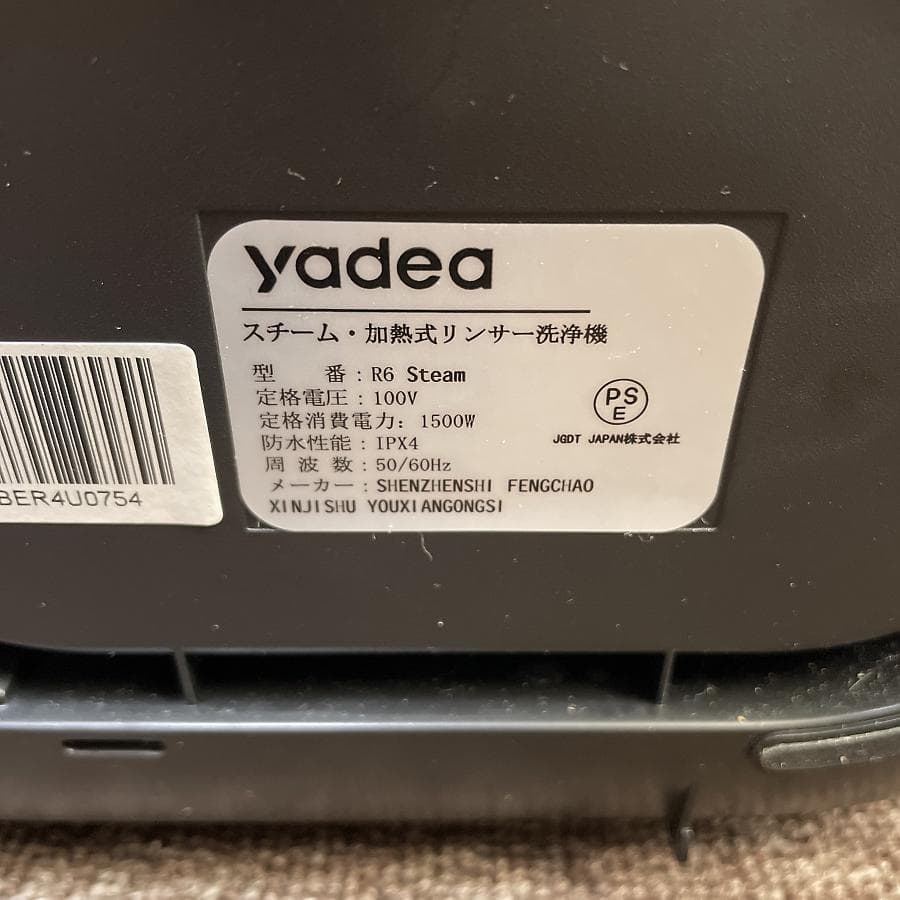 yadea
スチーム・加熱式リンサー洗浄機
型 番：R6 Steam
定格電圧：100V
定格消費電力：1500W
防水性能：IPX4
周 波 数：50/60Hz
メーカー：SHENZHENSHI FENGCHAO
XINJISHU YOUXIANGONGSI
PS
E
JGDT JAPAN株式会社
BER4U0754